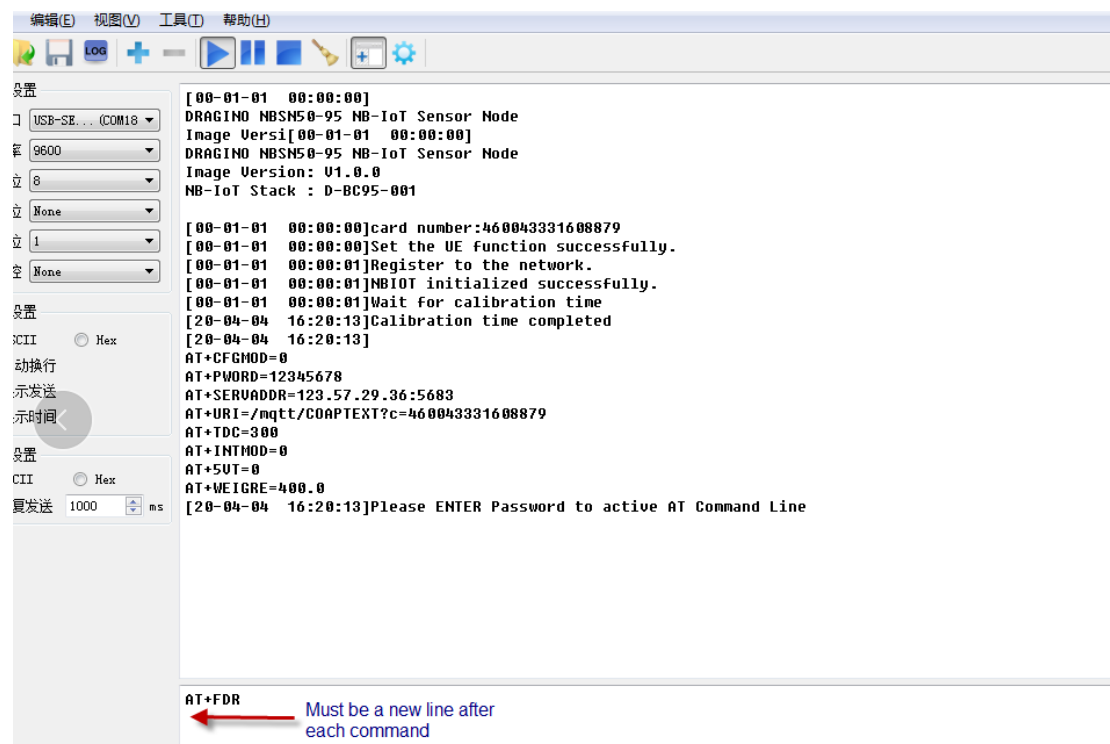 编辑(E) 视图(V) 工具(T) 帮助(H)
LOG
设置
口 USB-SE... (COM18
率 9600
位 8
位 None
位 1
控 None
设置
SCII Hex
动换行
示发送
示时间
设置
CII Hex
复发送 1000 ms
[00-01-01 00:00:00]
DRAGINO NBSN50-95 NB-IoT Sensor Node
Image Versi[00-01-01 00:00:00]
DRAGINO NBSN50-95 NB-IoT Sensor Node
Image Version: V1.0.0
NB-IoT Stack : D-BC95-001
[00-01-01 00:00:00]card number:460043331608879
[00-01-01 00:00:00]Set the UE function successfully.
[00-01-01 00:00:01]Register to the network.
[00-01-01 00:00:01]NBIOT initialized successfully.
[00-01-01 00:00:01]Wait for calibration time
[20-04-04 16:20:13]Calibration time completed
[20-04-04 16:20:13]
AT+CFGMOD=0
AT+PWORD=12345678
AT+SERVADDR=123.57.29.36:5683
AT+URI=/mqtt/COAPTEXT?c=460043331608879
AT+TDC=300
AT+INTMOD=0
AT+5VT=0
AT+WEIGRE=400.0
[20-04-04 16:20:13]Please ENTER Password to active AT Command Line
AT+FDR
Must be a new line after
each command